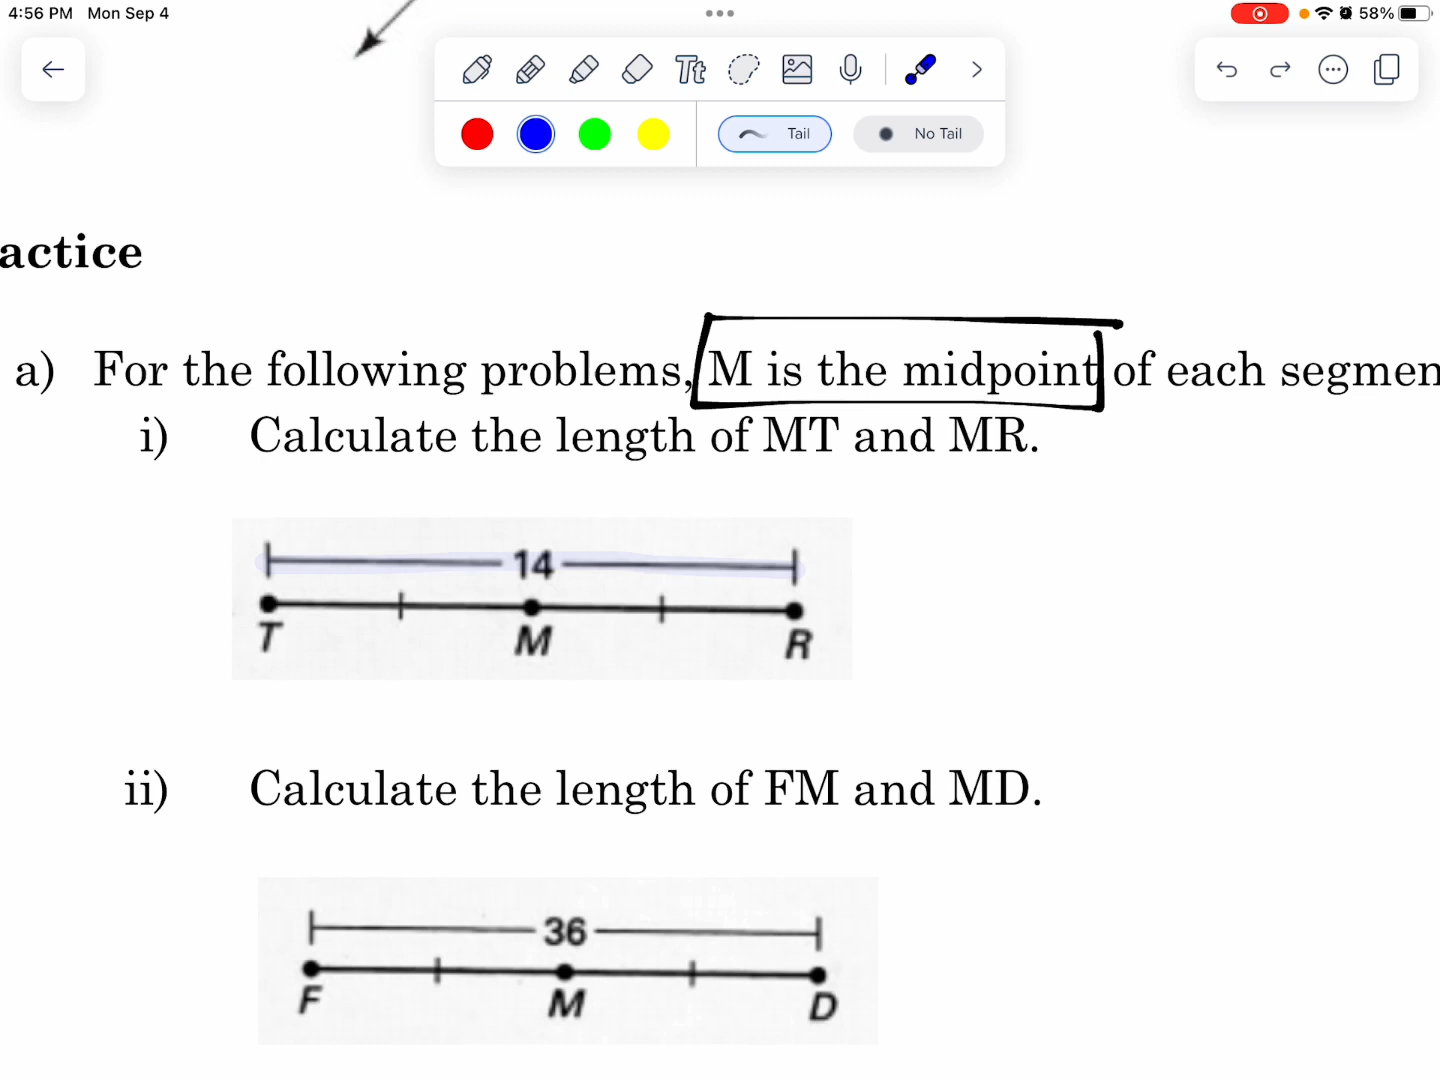 4:56 PM Mon Sep 4
58%
Tt
Tail
No Tail
actice
a) For the following problems, M is the midpoint of each segmen
i) Calculate the length of MT and MR.
14
T M R
ii) Calculate the length of FM and MD.
36
F M D